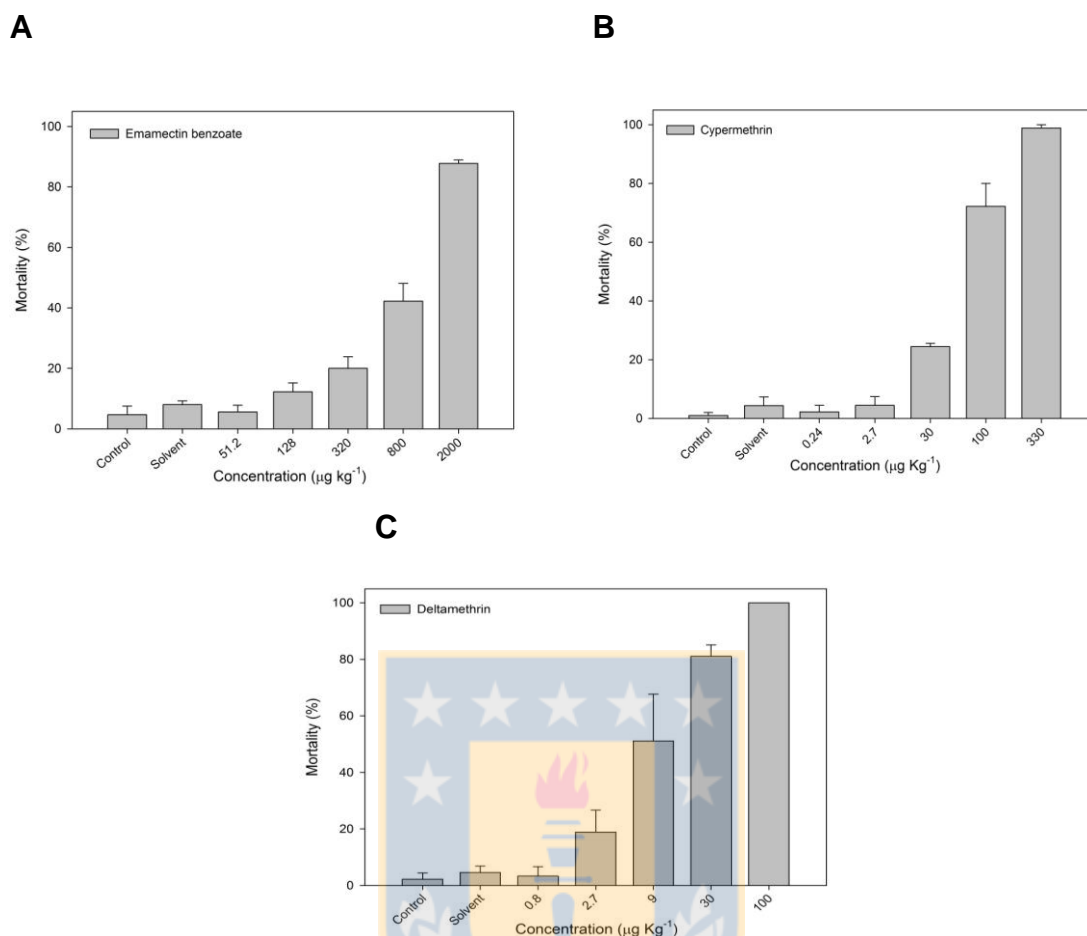 A
B
Emamectin benzoate
Mortality (%)
100
80
60
40
20
0
Control
Solvent
51.2
128
320
800
2000
Concentration (µg kg⁻¹)
Cypermethrin
Mortality (%)
100
80
60
40
20
0
Control
Solvent
0.24
2.7
30
100
330
Concentration (µg Kg⁻¹)
C
Deltamethrin
Mortality (%)
100
80
60
40
20
0
Control
Solvent
0.8
2.7
9
30
100
Concentration (µg Kg⁻¹)